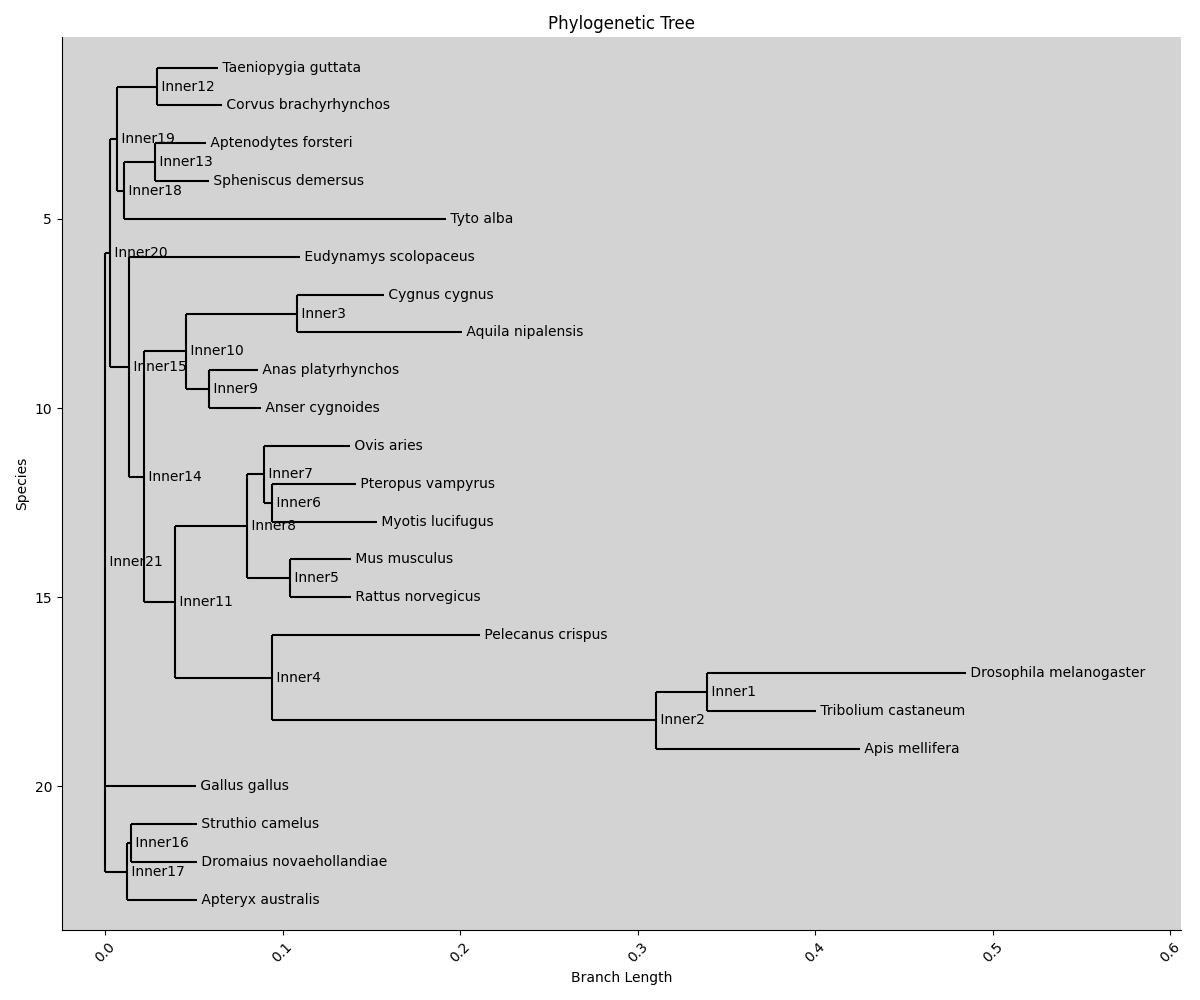 Phylogenetic Tree
Taeniopygia guttata
Inner12
Corvus brachyrhynchos
Inner19
Aptenodytes forsteri
Inner13
Spheniscus demersus
Inner18
5
Tyto alba
Inner20
Eudynamys scolopaceus
Cygnus cygnus
Inner3
Aquila nipalensis
Inner10
Inner15
Anas platyrhynchos
Inner9
10
Anser cygnoides
Ovis aries
Inner7
Inner14
Pteropus vampyrus
Species
Inner6
Myotis lucifugus
Inner8
Mus musculus
Inner21
Inner5
15
Rattus norvegicus
Inner11
Pelecanus crispus
Drosophila melanogaster
Inner4
Inner1
Tribolium castaneum
Inner2
Apis mellifera
20
Gallus gallus
Struthio camelus
Inner16
Dromaius novaehollandiae
Inner17
Apteryx australis
0.0 0.1 0.2 0.3 0.4 0.5 0.6
Branch Length